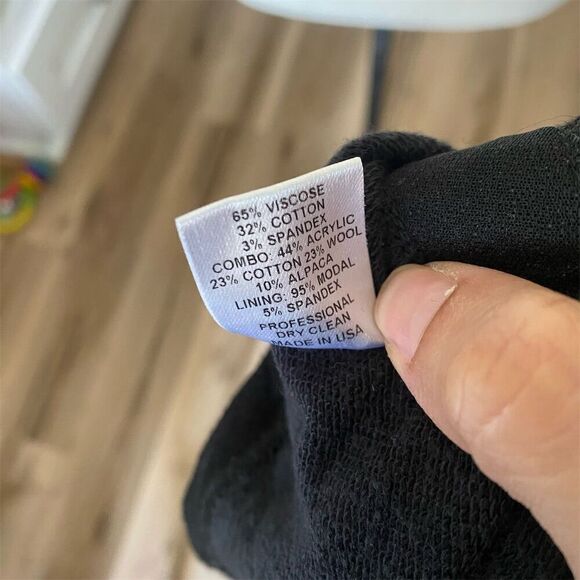 65% VISCOSE
32% COTTON
3% SPANDEX
COMBO: 44% ACRYLIC
23% COTTON 23% WOOL
10% ALPACA
LINING: 95% MODAL
5% SPANDEX
PROFESSIONAL
DRY CLEAN
MADE IN USA